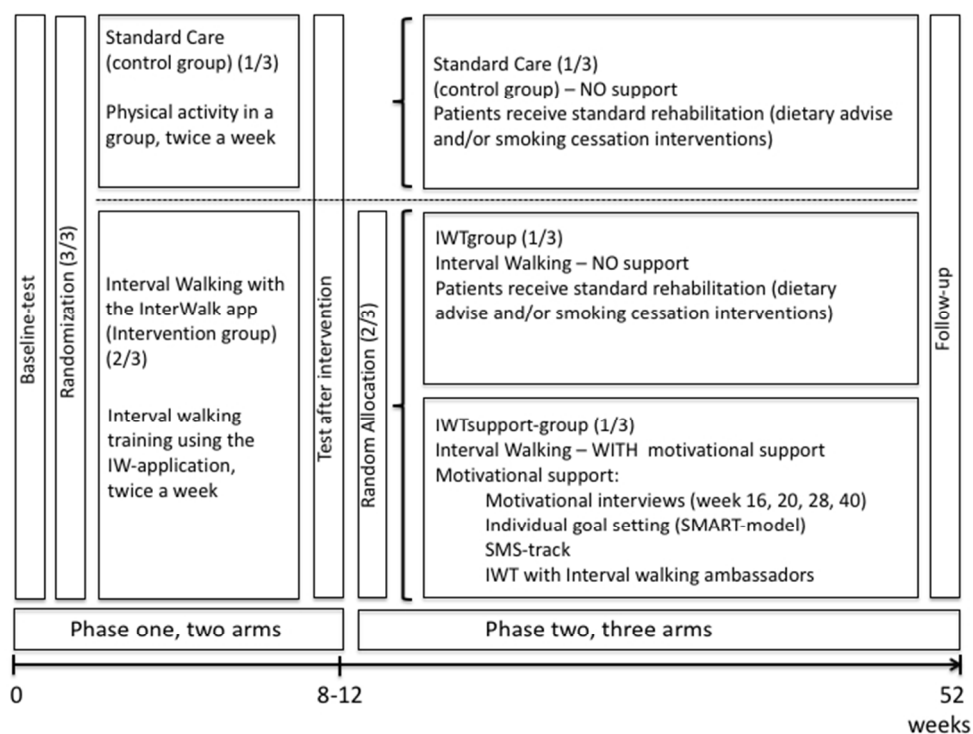 Baseline-test
Randomization (3/3)
Standard Care
(control group) (1/3)
Physical activity in a
group, twice a week
Interval Walking with
the InterWalk app
(Intervention group)
(2/3)
Interval walking
training using the
IW-application,
twice a week
Test after intervention
Random Allocation (2/3)
Standard Care (1/3)
(control group) – NO support
Patients receive standard rehabilitation (dietary advise
and/or smoking cessation interventions)
IWTgroup (1/3)
Interval Walking – NO support
Patients receive standard rehabilitation (dietary
advise and/or smoking cessation interventions)
IWTsupport-group (1/3)
Interval Walking – WITH motivational support
Motivational support:
Motivational interviews (week 16, 20, 28, 40)
Individual goal setting (SMART-model)
SMS-track
IWT with Interval walking ambassadors
Follow-up
Phase one, two arms
Phase two, three arms
0
8-12
52
weeks